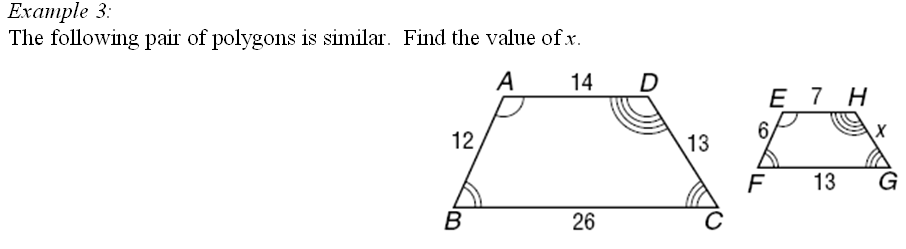 Example 3:
The following pair of polygons is similar. Find the value of x.
A 14 D
E 7 H
12 13
6 x
B 26 C
F 13 G